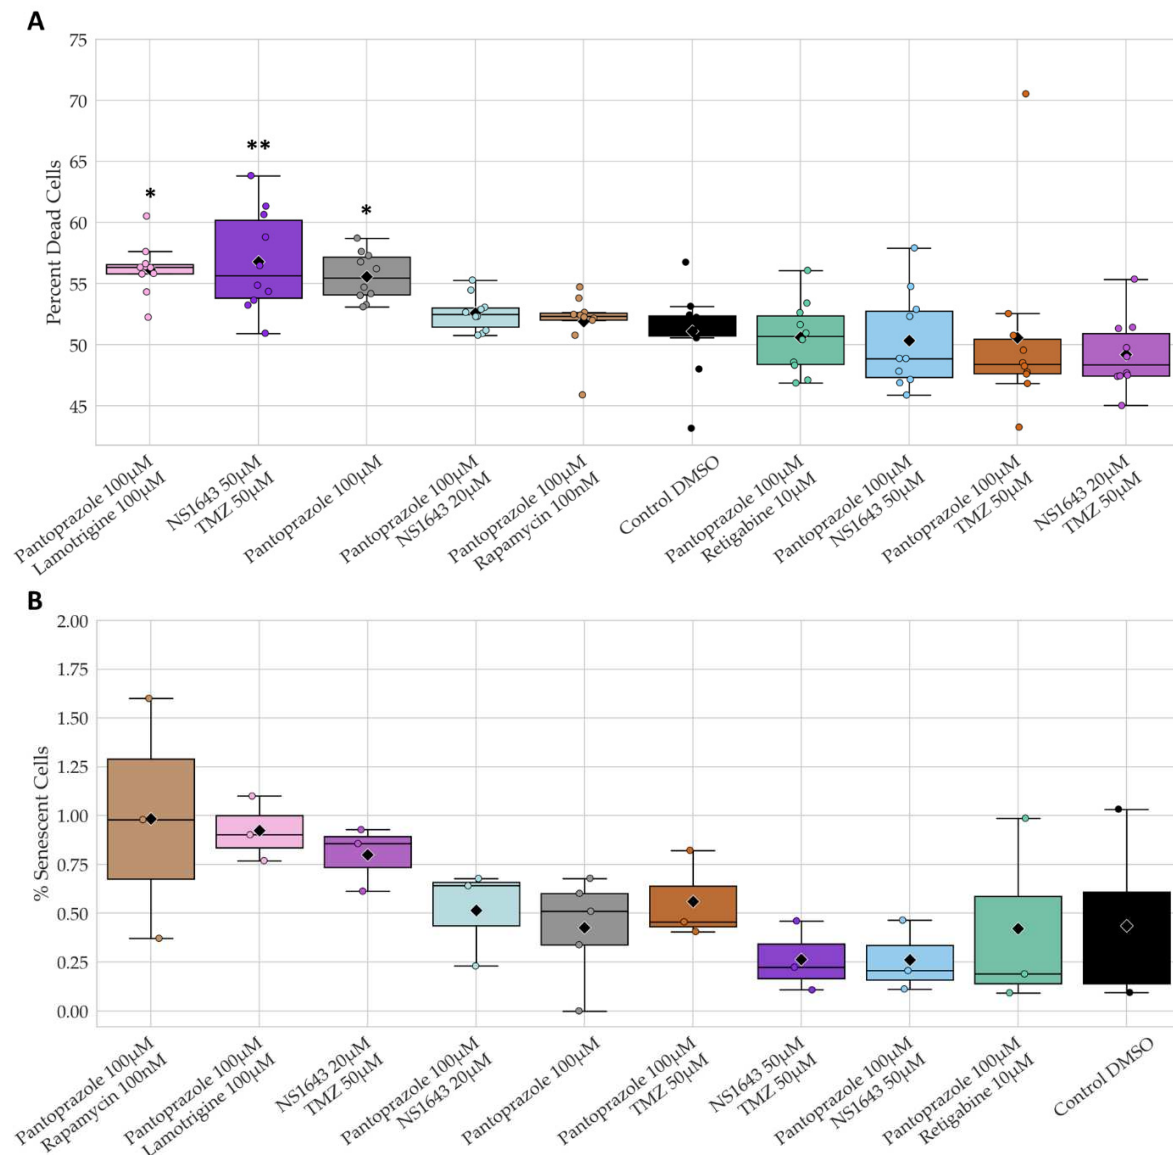 A
75
70
65
60
55
50
45
Percent Dead Cells
*
**
*
Pantoprazole 100µM
Lamotrigine 100µM
NS1643 50µM
TMZ 50µM
Pantoprazole 100µM
Pantoprazole 100µM
NS1643 20µM
Pantoprazole 100µM
Rapamycin 100nM
Control DMSO
Pantoprazole 100µM
Retigabine 10µM
Pantoprazole 100µM
NS1643 50µM
Pantoprazole 100µM
TMZ 50µM
NS1643 20µM
TMZ 50µM
B
2.00
1.75
1.50
1.25
1.00
0.75
0.50
0.25
0.00
% Senescent Cells
Pantoprazole 100µM
Rapamycin 100nM
Pantoprazole 100µM
Lamotrigine 100µM
NS1643 20µM
TMZ 50µM
Pantoprazole 100µM
NS1643 20µM
Pantoprazole 100µM
Pantoprazole 100µM
TMZ 50µM
NS1643 50µM
TMZ 50µM
Pantoprazole 100µM
NS1643 50µM
Pantoprazole 100µM
Retigabine 10µM
Control DMSO